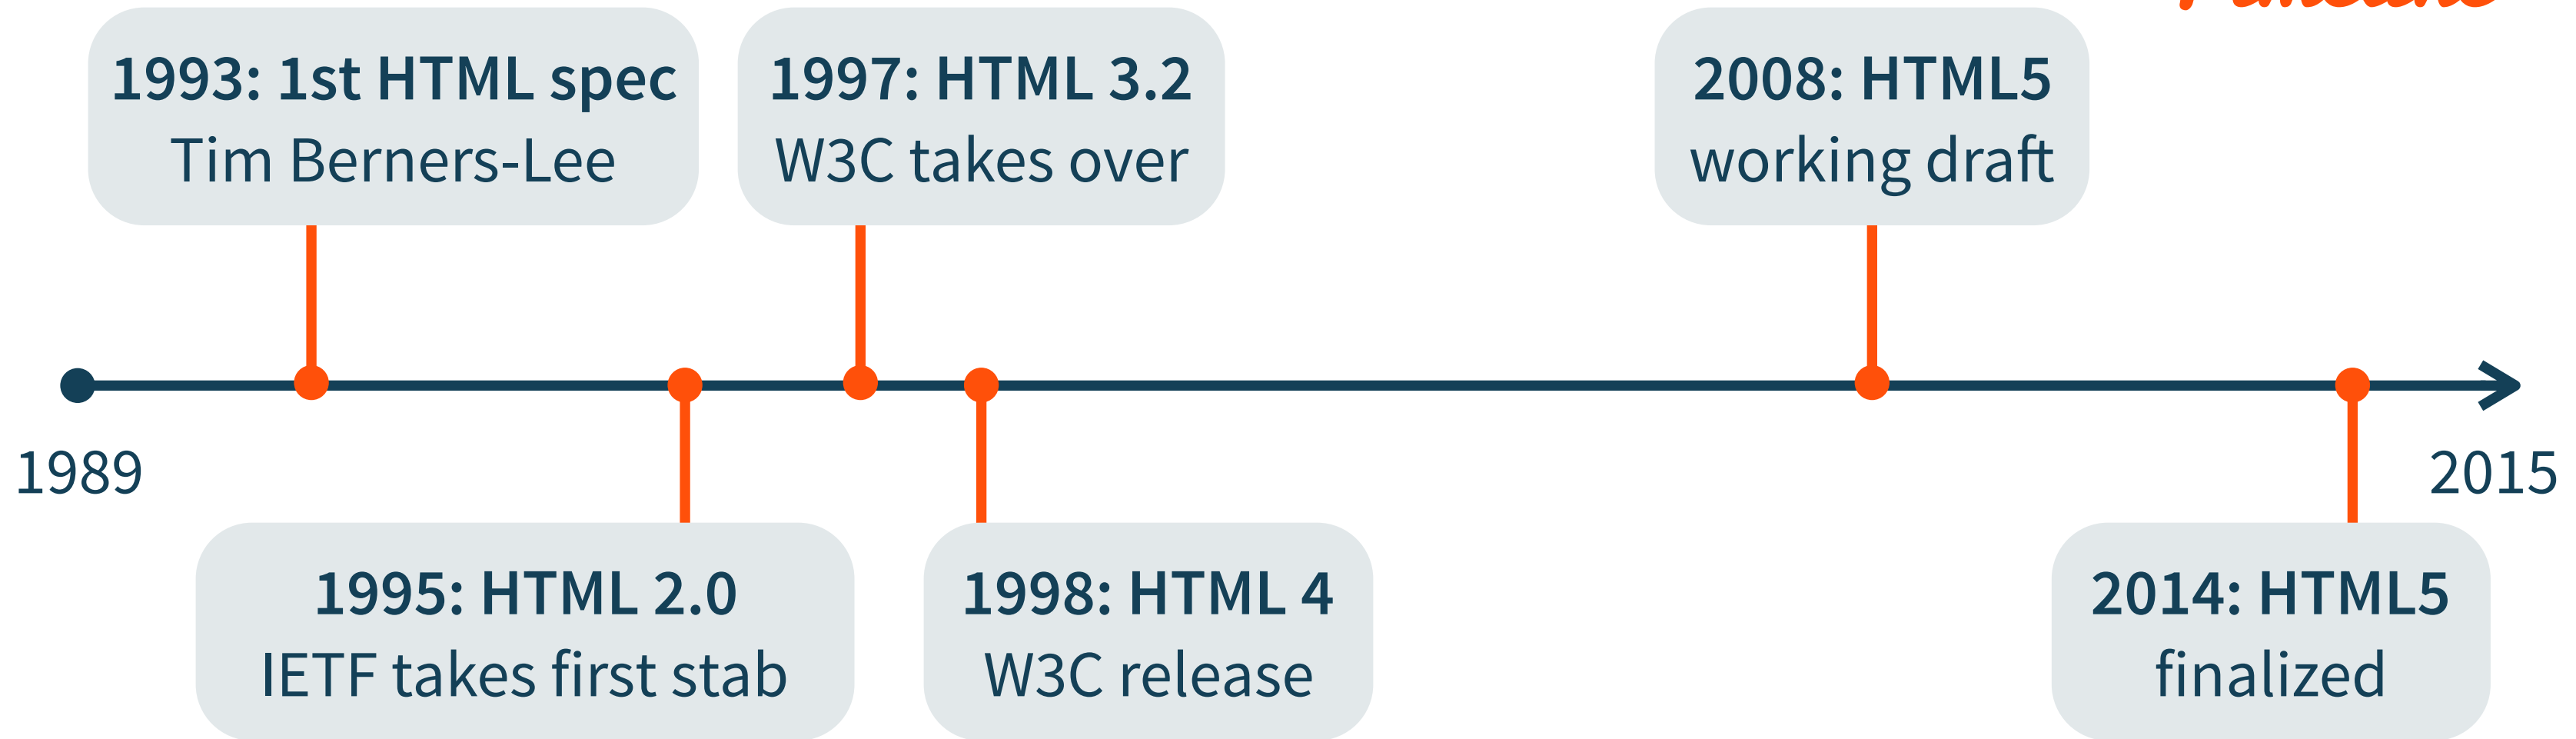 1993: 1st HTML spec
Tim Berners-Lee
1997: HTML 3.2
W3C takes over
2008: HTML5
working draft
1989
2015
1995: HTML 2.0
IETF takes first stab
1998: HTML 4
W3C release
2014: HTML5
finalized